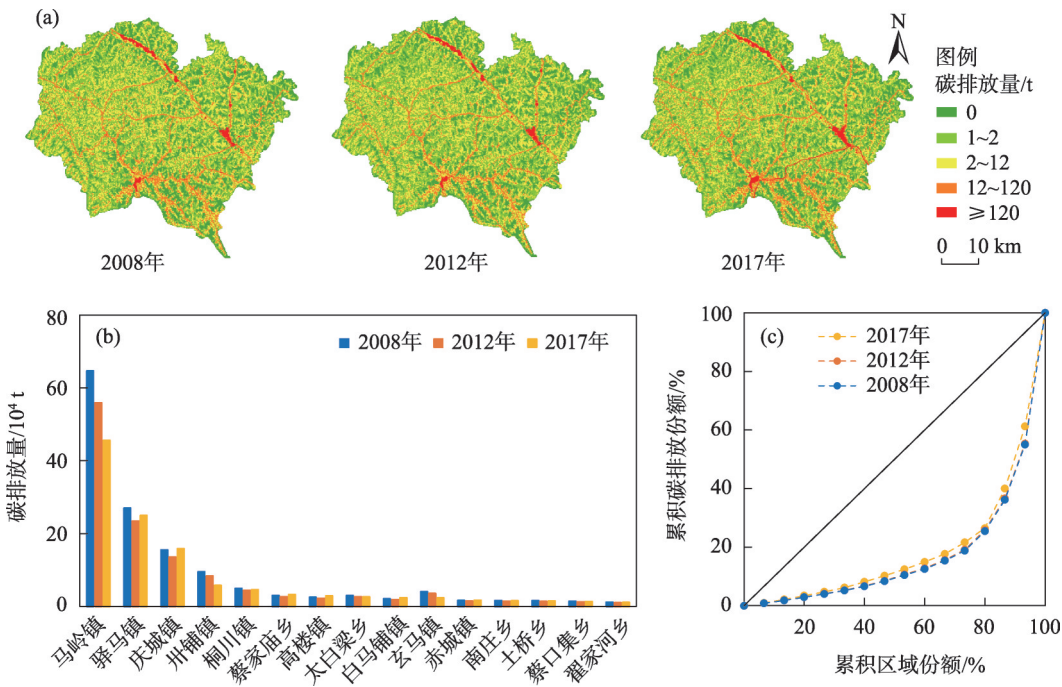 (a)
N
图例
碳排放量/t
0
1~2
2~12
12~120
≥120
0 10 km
2008年
2012年
2017年
(b)
2008年 2012年 2017年
碳排放量/10⁴ t
80
60
40
20
0
马岭镇
驿马镇
庆城镇
卅铺镇
桐川镇
蔡家庙乡
高楼镇
太白梁乡
白马铺镇
玄马镇
赤城镇
南庄乡
土桥乡
蔡口集乡
翟家河乡
(c)
2017年
2012年
2008年
累积碳排放份额/%
100
80
60
40
20
0
20 40 60 80 100
累积区域份额/%